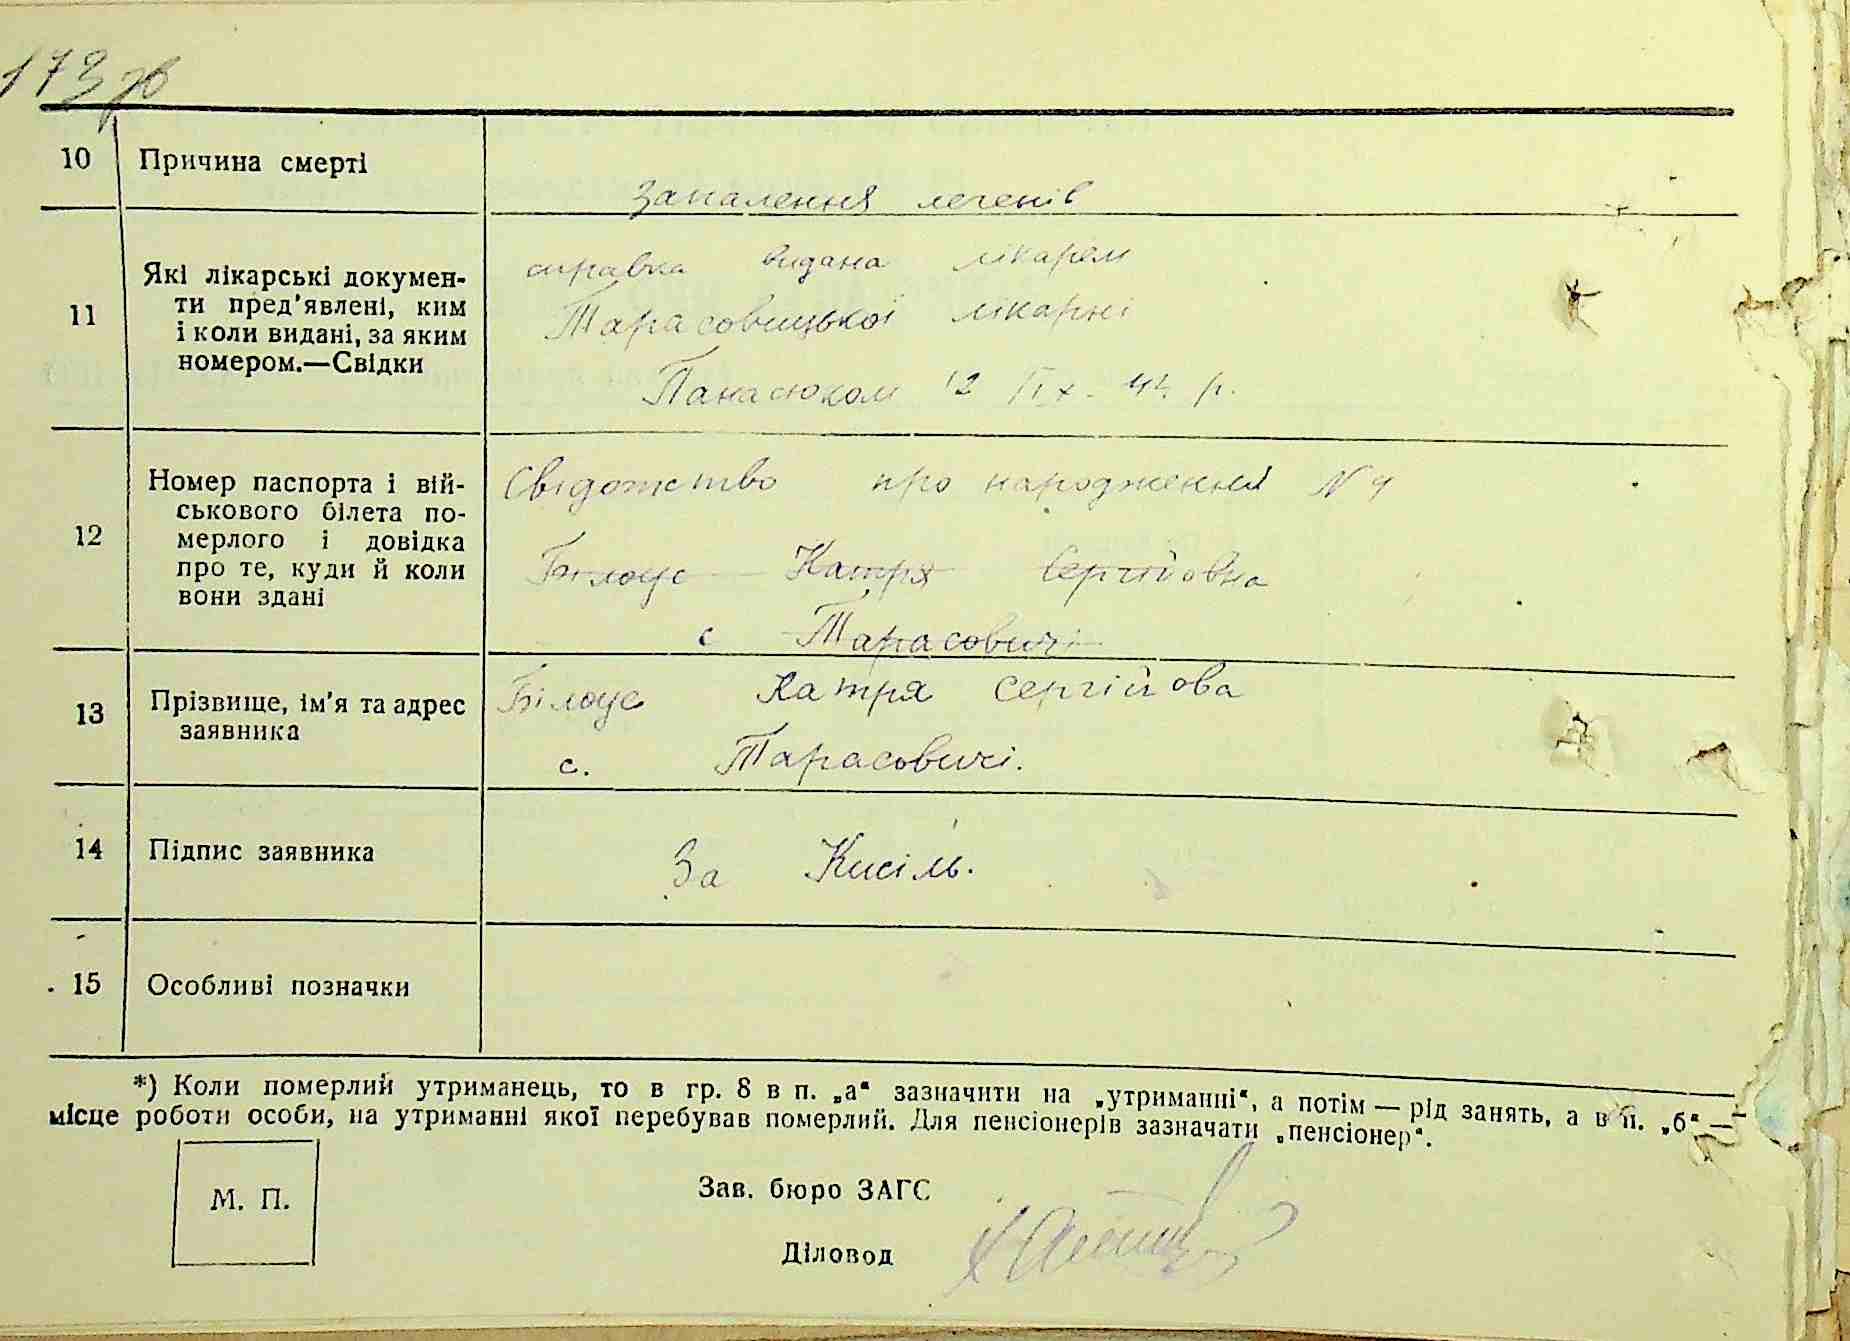 173 зв
10 Причина смерті
Запалення легенів
11 Які лікарські докумен-
ти пред'явлені, ким
і коли видані, за яким
номером.—Свідки
справка видана лікарем
Тарасовицької лікарні
Панасюком 12 IX. 44 р.
12 Номер паспорта і вій-
ськового білета по-
мерлого і довідка
про те, куди й коли
вони здані
Свідотство про народження N 9
Білоус Катря Сергійовна
с Тарасовичі
13 Прізвище, ім'я та адрес
заявника
Білоус Катря Сергійова
с. Тарасовичі.
14 Підпис заявника
За Кисіль.
15 Особливі позначки
*) Коли померлий утриманець, то в гр. 8 в п. „а“ зазначити на „утриманні“, а потім — рід занять, а в п. „б“ —
місце роботи особи, на утриманні якої перебував померлий. Для пенсіонерів зазначати „пенсіонер“.
М. П.
Зав. бюро ЗАГС
Діловод